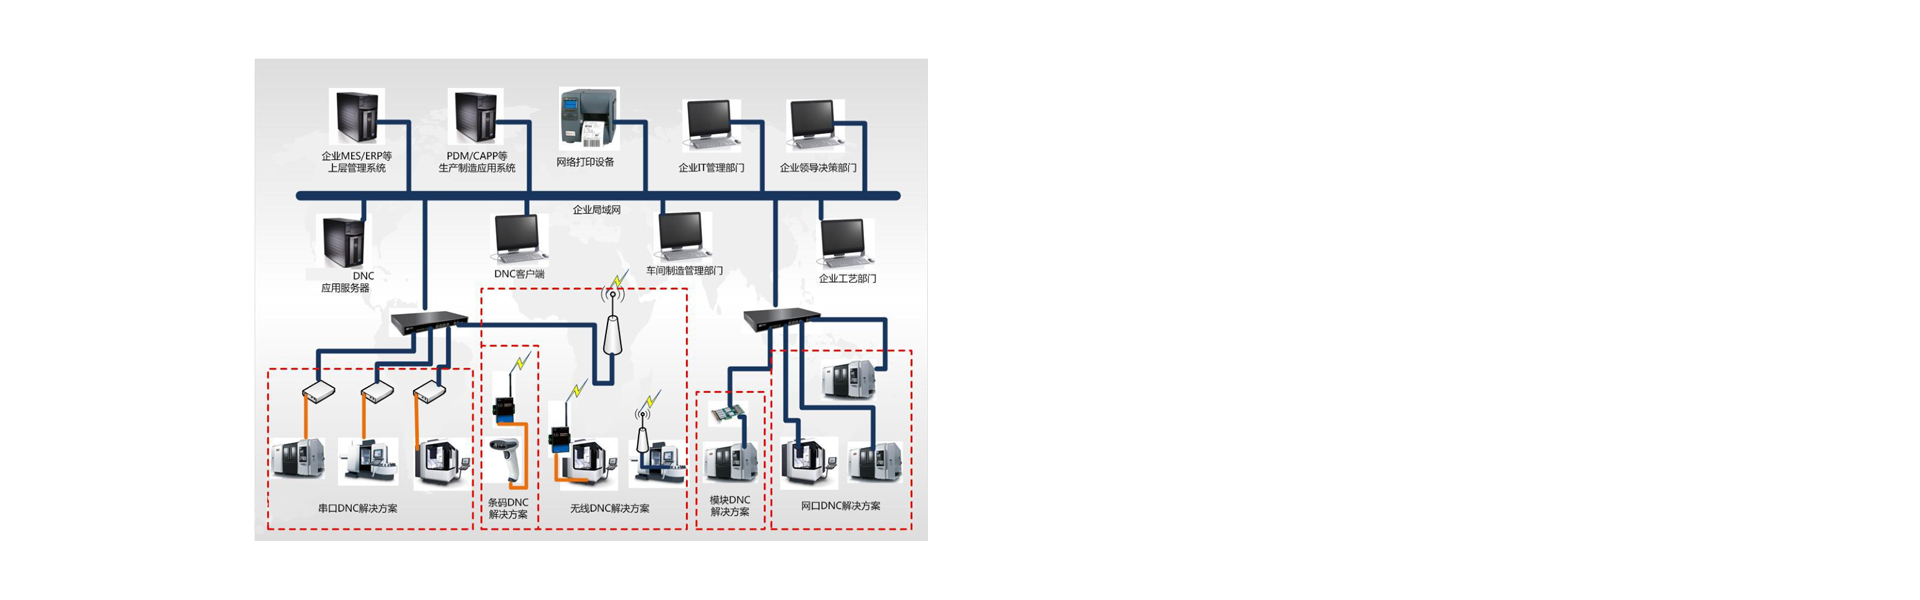 企业MES/ERP等
上层管理系统
PDM/CAPP等
生产制造应用系统
网络打印设备
企业IT管理部门
企业领导决策部门
企业局域网
DNC
应用服务器
DNC客户端
车间制造管理部门
企业工艺部门
串口DNC解决方案
条码DNC
解决方案
无线DNC解决方案
模块DNC
解决方案
网口DNC解决方案